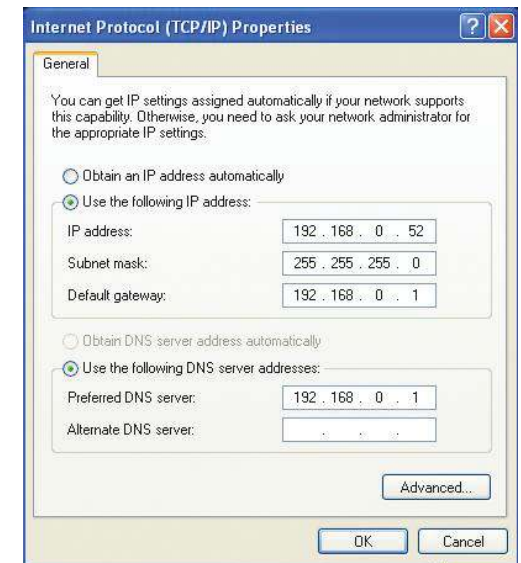 Internet Protocol (TCP/IP) Properties
General
You can get IP settings assigned automatically if your network supports
this capability. Otherwise, you need to ask your network administrator for
the appropriate IP settings.
Obtain an IP address automatically
Use the following IP address:
IP address: 192 . 168 . 0 . 52
Subnet mask: 255 . 255 . 255 . 0
Default gateway: 192 . 168 . 0 . 1
Obtain DNS server address automatically
Use the following DNS server addresses:
Preferred DNS server: 192 . 168 . 0 . 1
Alternate DNS server: . . .
Advanced...
OK Cancel